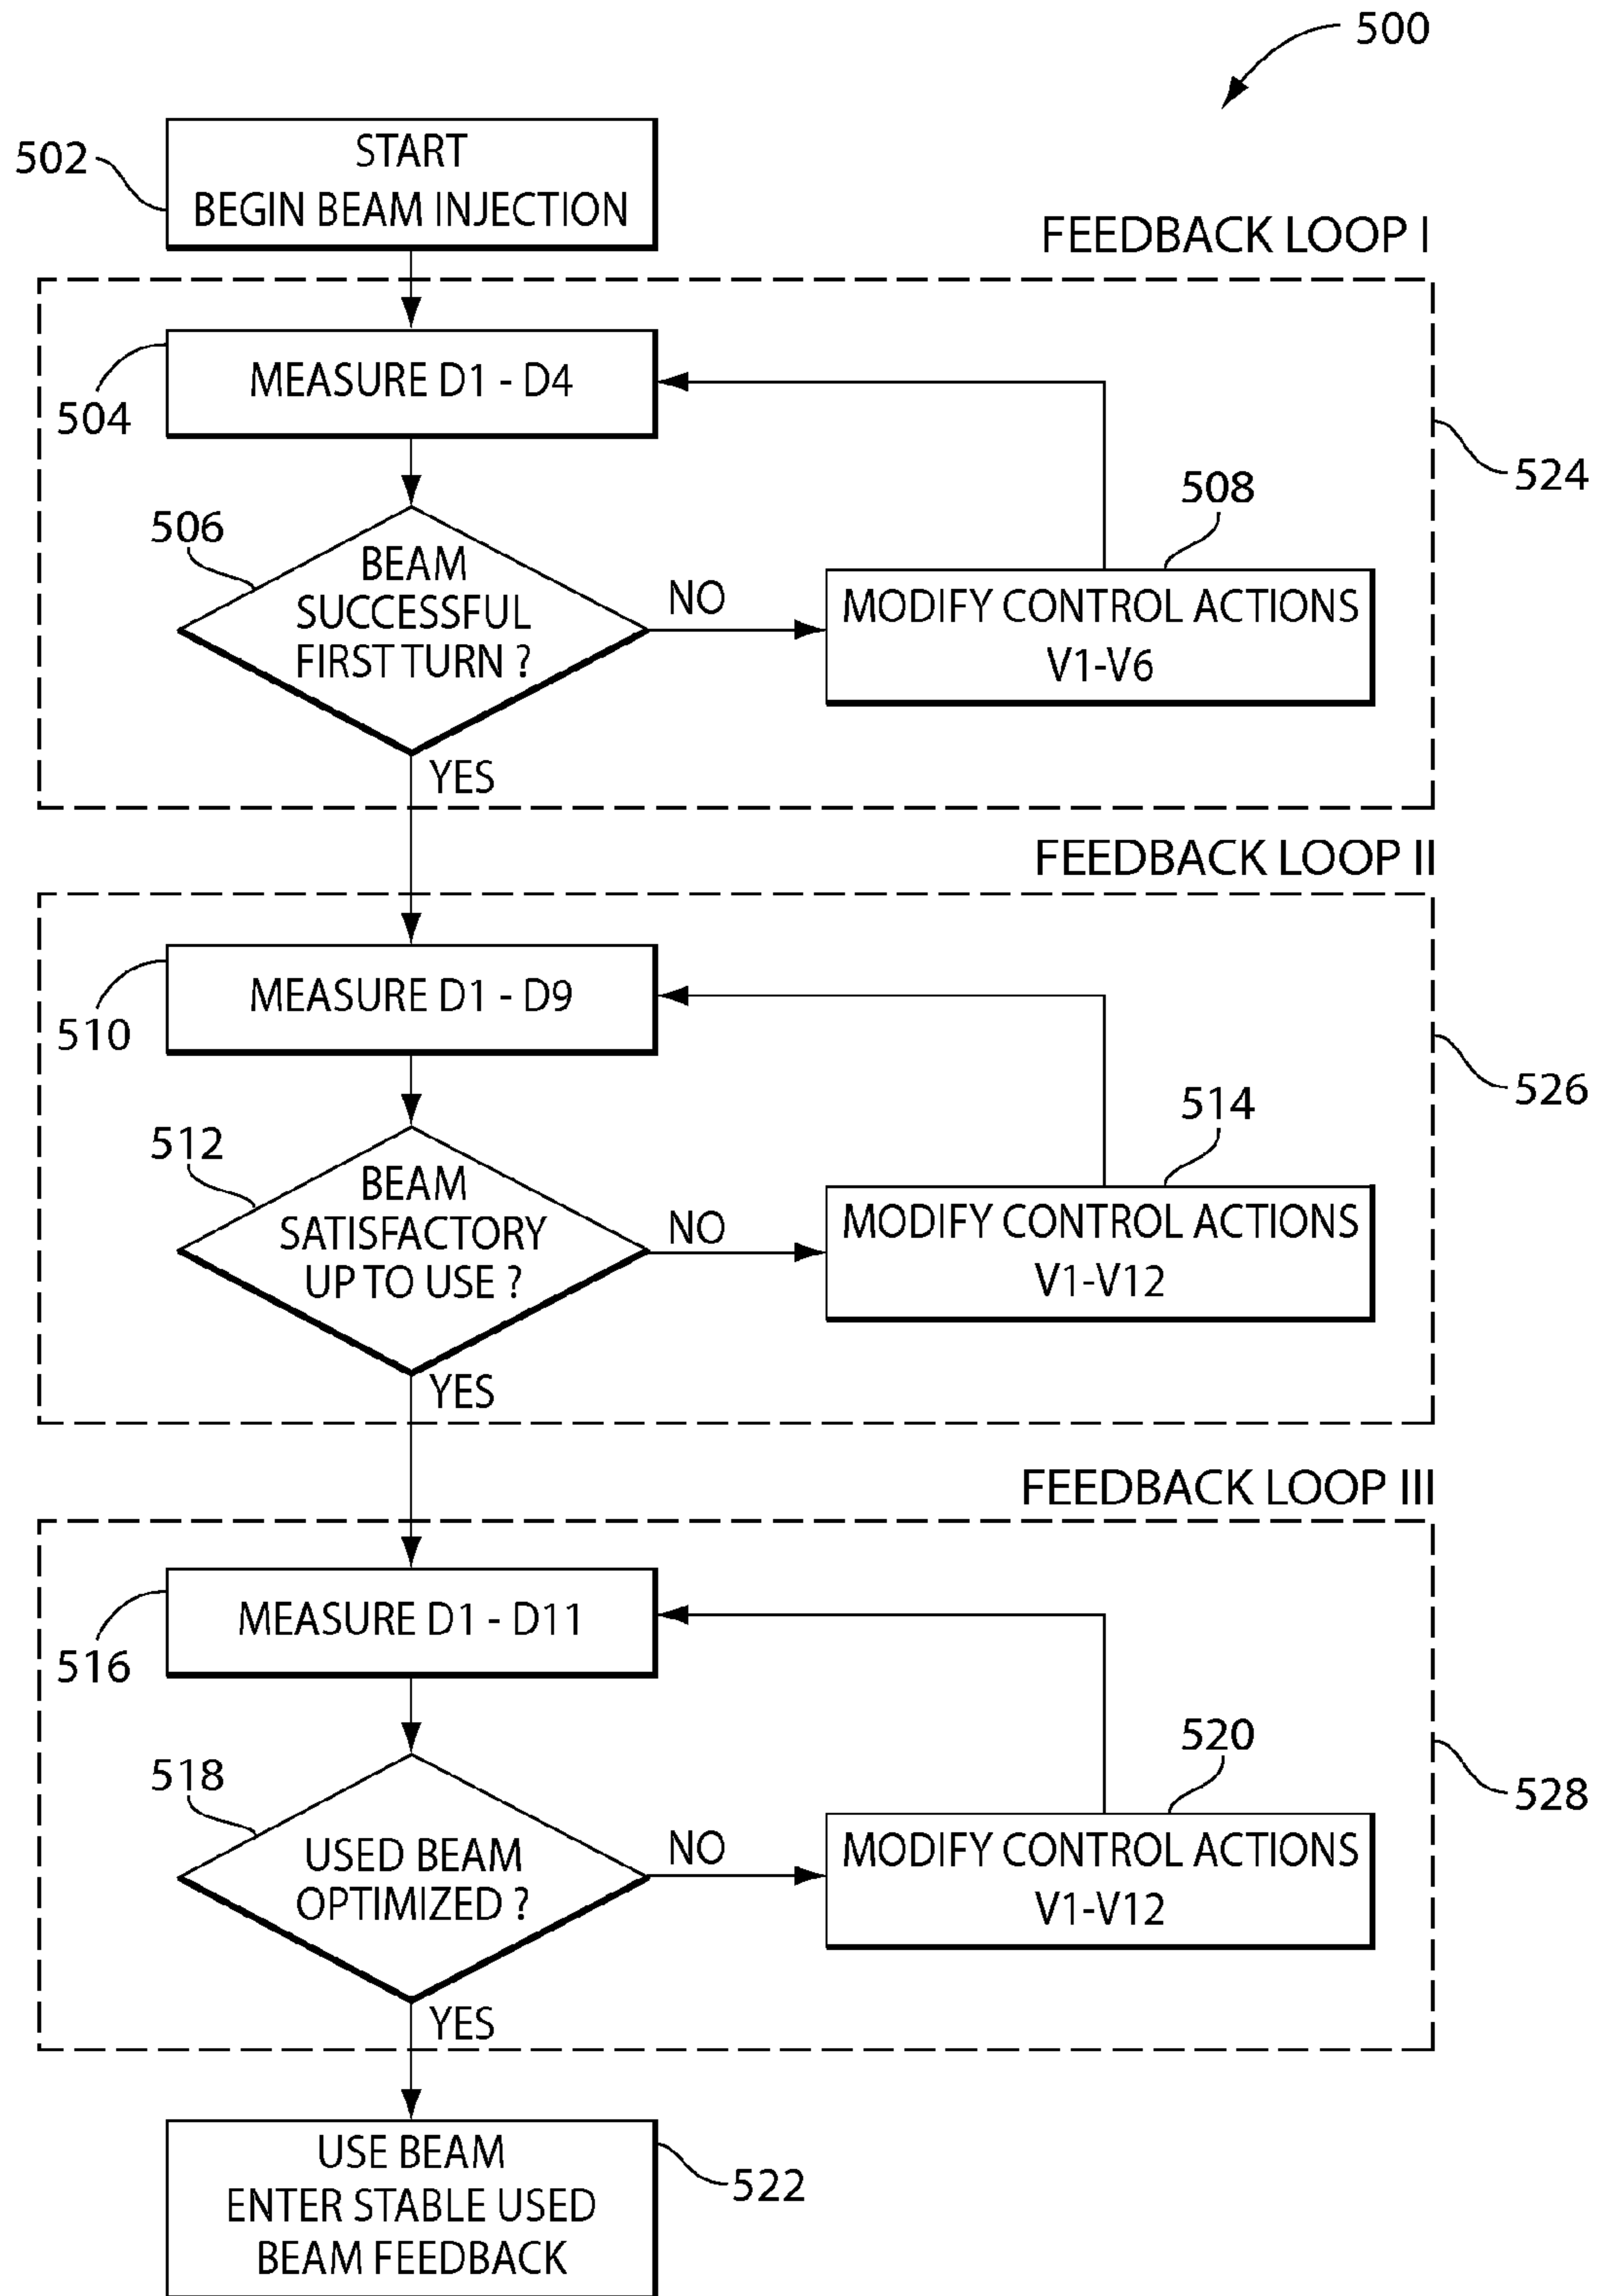 500
502
START
BEGIN BEAM INJECTION
FEEDBACK LOOP I
504
MEASURE D1 - D4
524
506
BEAM
SUCCESSFUL
FIRST TURN ?
NO
508
MODIFY CONTROL ACTIONS
V1-V6
YES
FEEDBACK LOOP II
510
MEASURE D1 - D9
526
512
BEAM
SATISFACTORY
UP TO USE ?
NO
514
MODIFY CONTROL ACTIONS
V1-V12
YES
FEEDBACK LOOP III
516
MEASURE D1 - D11
528
518
USED BEAM
OPTIMIZED ?
NO
520
MODIFY CONTROL ACTIONS
V1-V12
YES
USE BEAM
ENTER STABLE USED
BEAM FEEDBACK
522